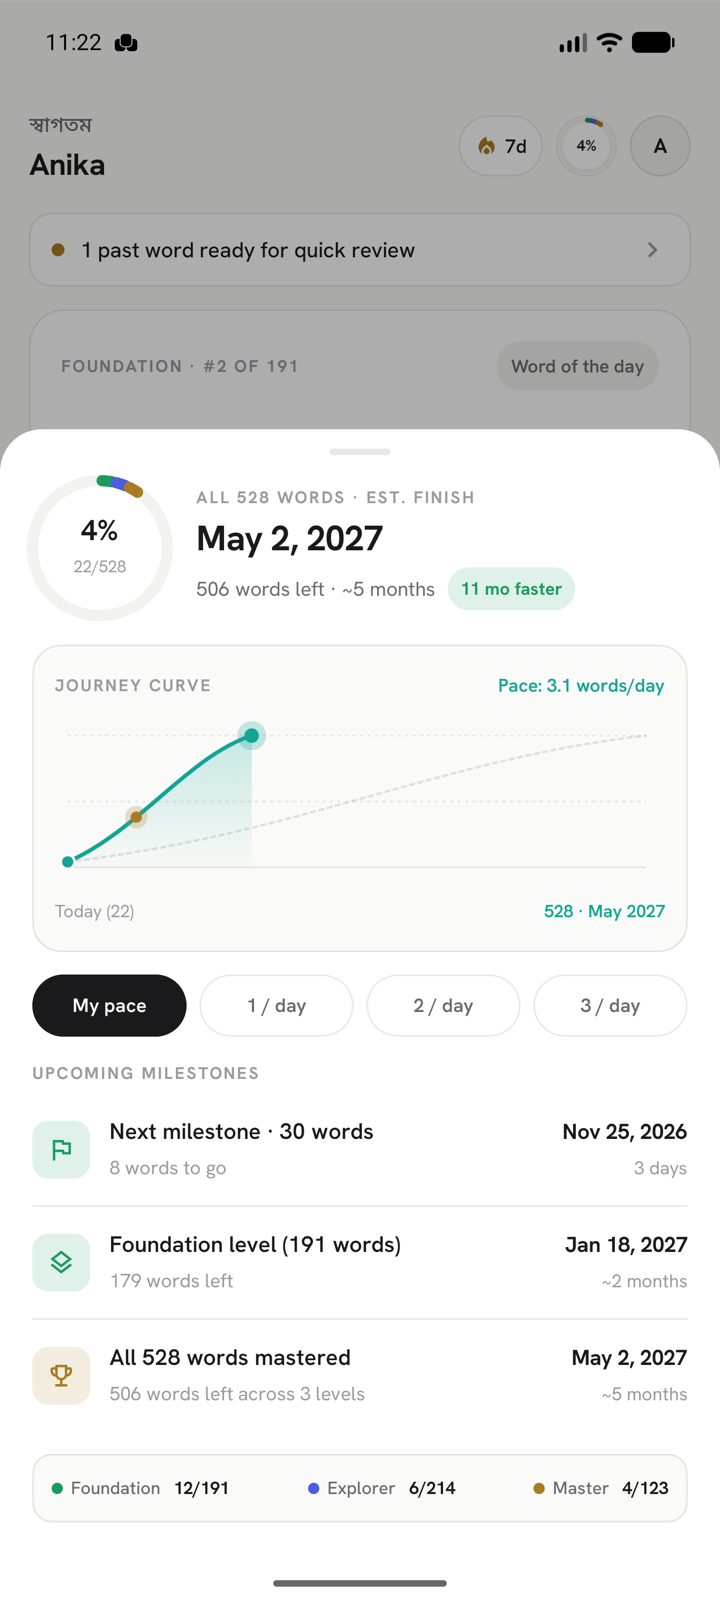 11:22
স্বাগতম
Anika
7d
4%
A
1 past word ready for quick review
FOUNDATION · #2 OF 191
Word of the day
4%
22/528
ALL 528 WORDS · EST. FINISH
May 2, 2027
506 words left · ~5 months
11 mo faster
JOURNEY CURVE
Pace: 3.1 words/day
Today (22)
528 · May 2027
My pace
1 / day
2 / day
3 / day
UPCOMING MILESTONES
Next milestone · 30 words
Nov 25, 2026
8 words to go
3 days
Foundation level (191 words)
Jan 18, 2027
179 words left
~2 months
All 528 words mastered
May 2, 2027
506 words left across 3 levels
~5 months
Foundation 12/191
Explorer 6/214
Master 4/123